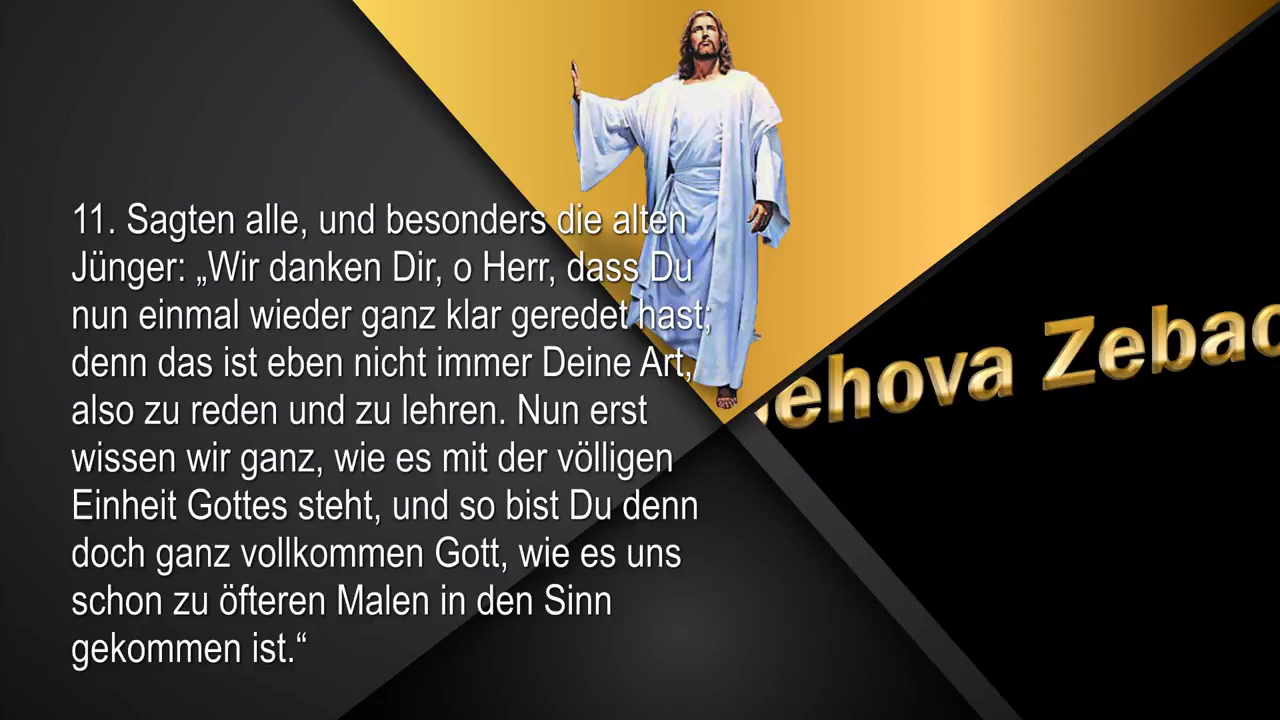 11. Sagten alle, und besonders die alten
Jünger: „Wir danken Dir, o Herr, dass Du
nun einmal wieder ganz klar geredet hast;
denn das ist eben nicht immer Deine Art,
also zu reden und zu lehren. Nun erst
wissen wir ganz, wie es mit der völligen
Einheit Gottes steht, und so bist Du denn
doch ganz vollkommen Gott, wie es uns
schon zu öfteren Malen in den Sinn
gekommen ist.“
Jehova Zebac